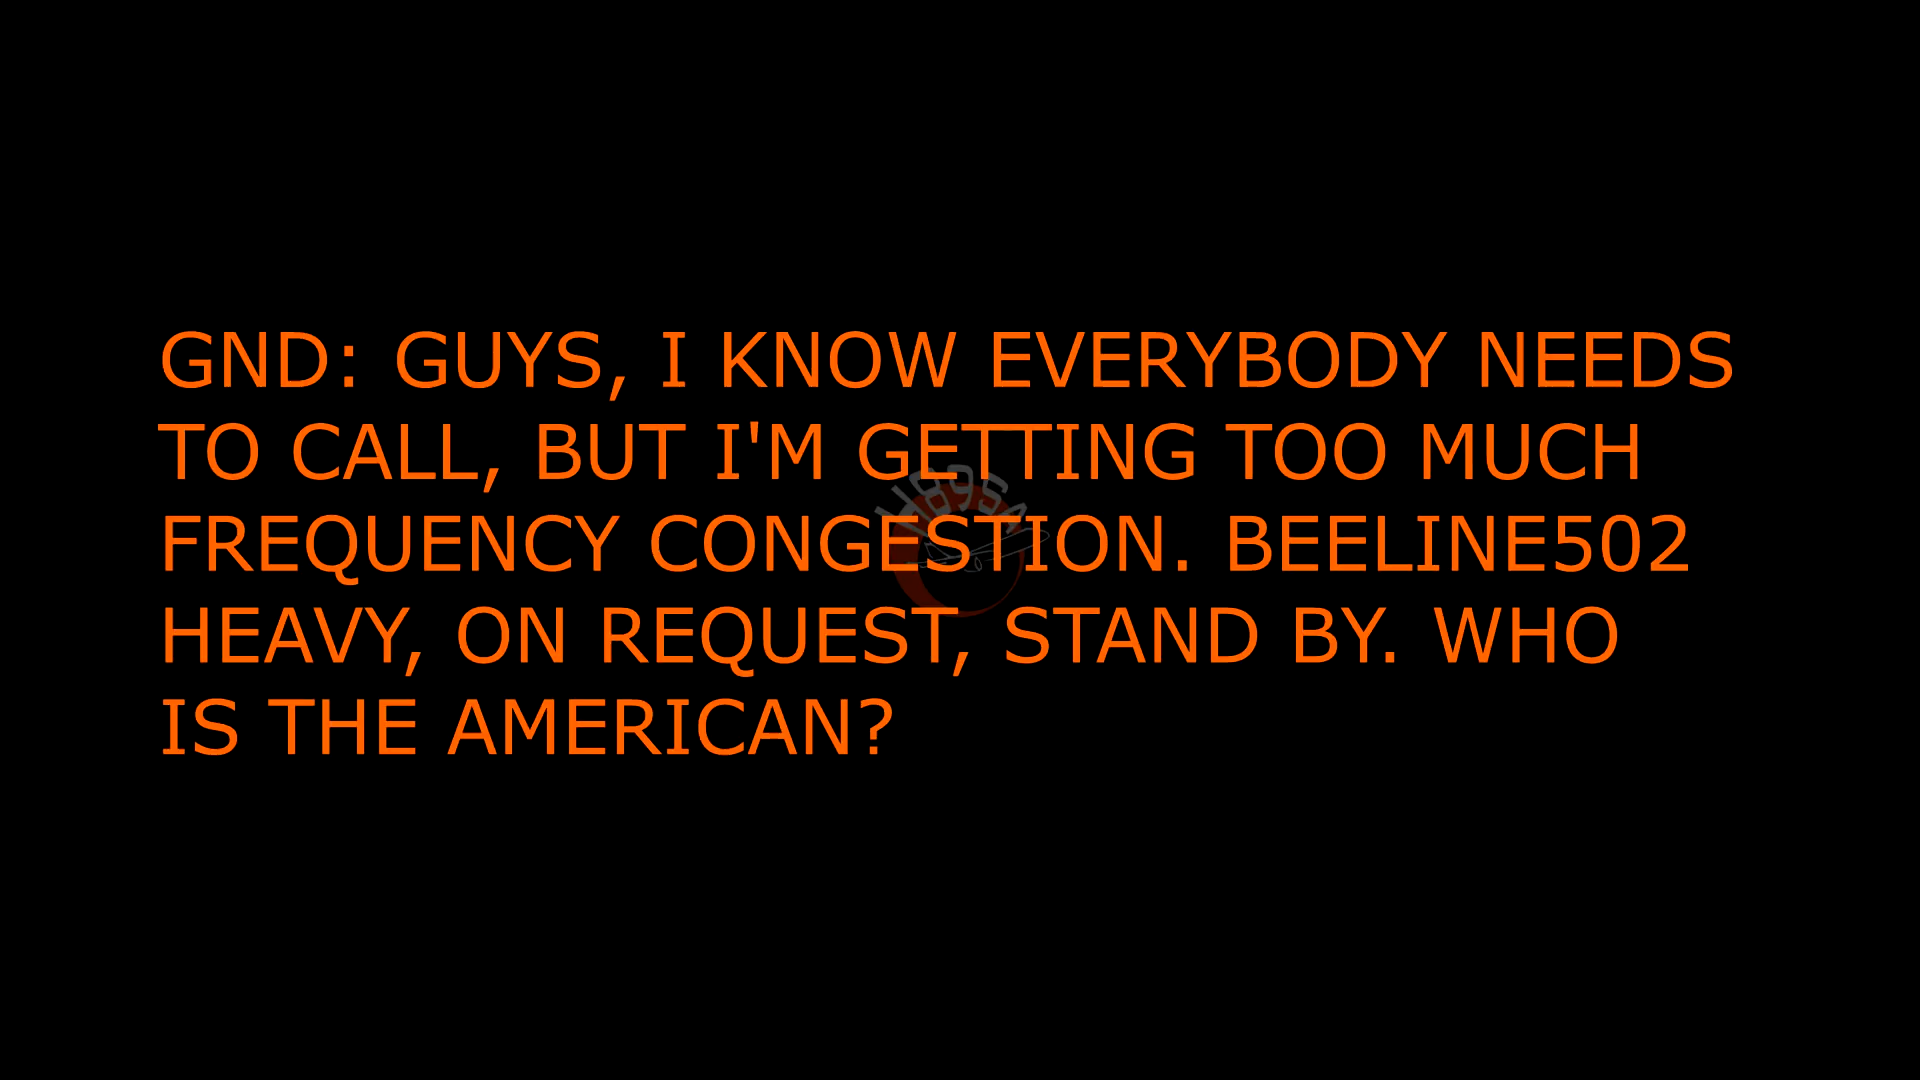 GND: GUYS, I KNOW EVERYBODY NEEDS
TO CALL, BUT I'M GETTING TOO MUCH
FREQUENCY CONGESTION. BEELINE502
HEAVY, ON REQUEST, STAND BY. WHO
IS THE AMERICAN?